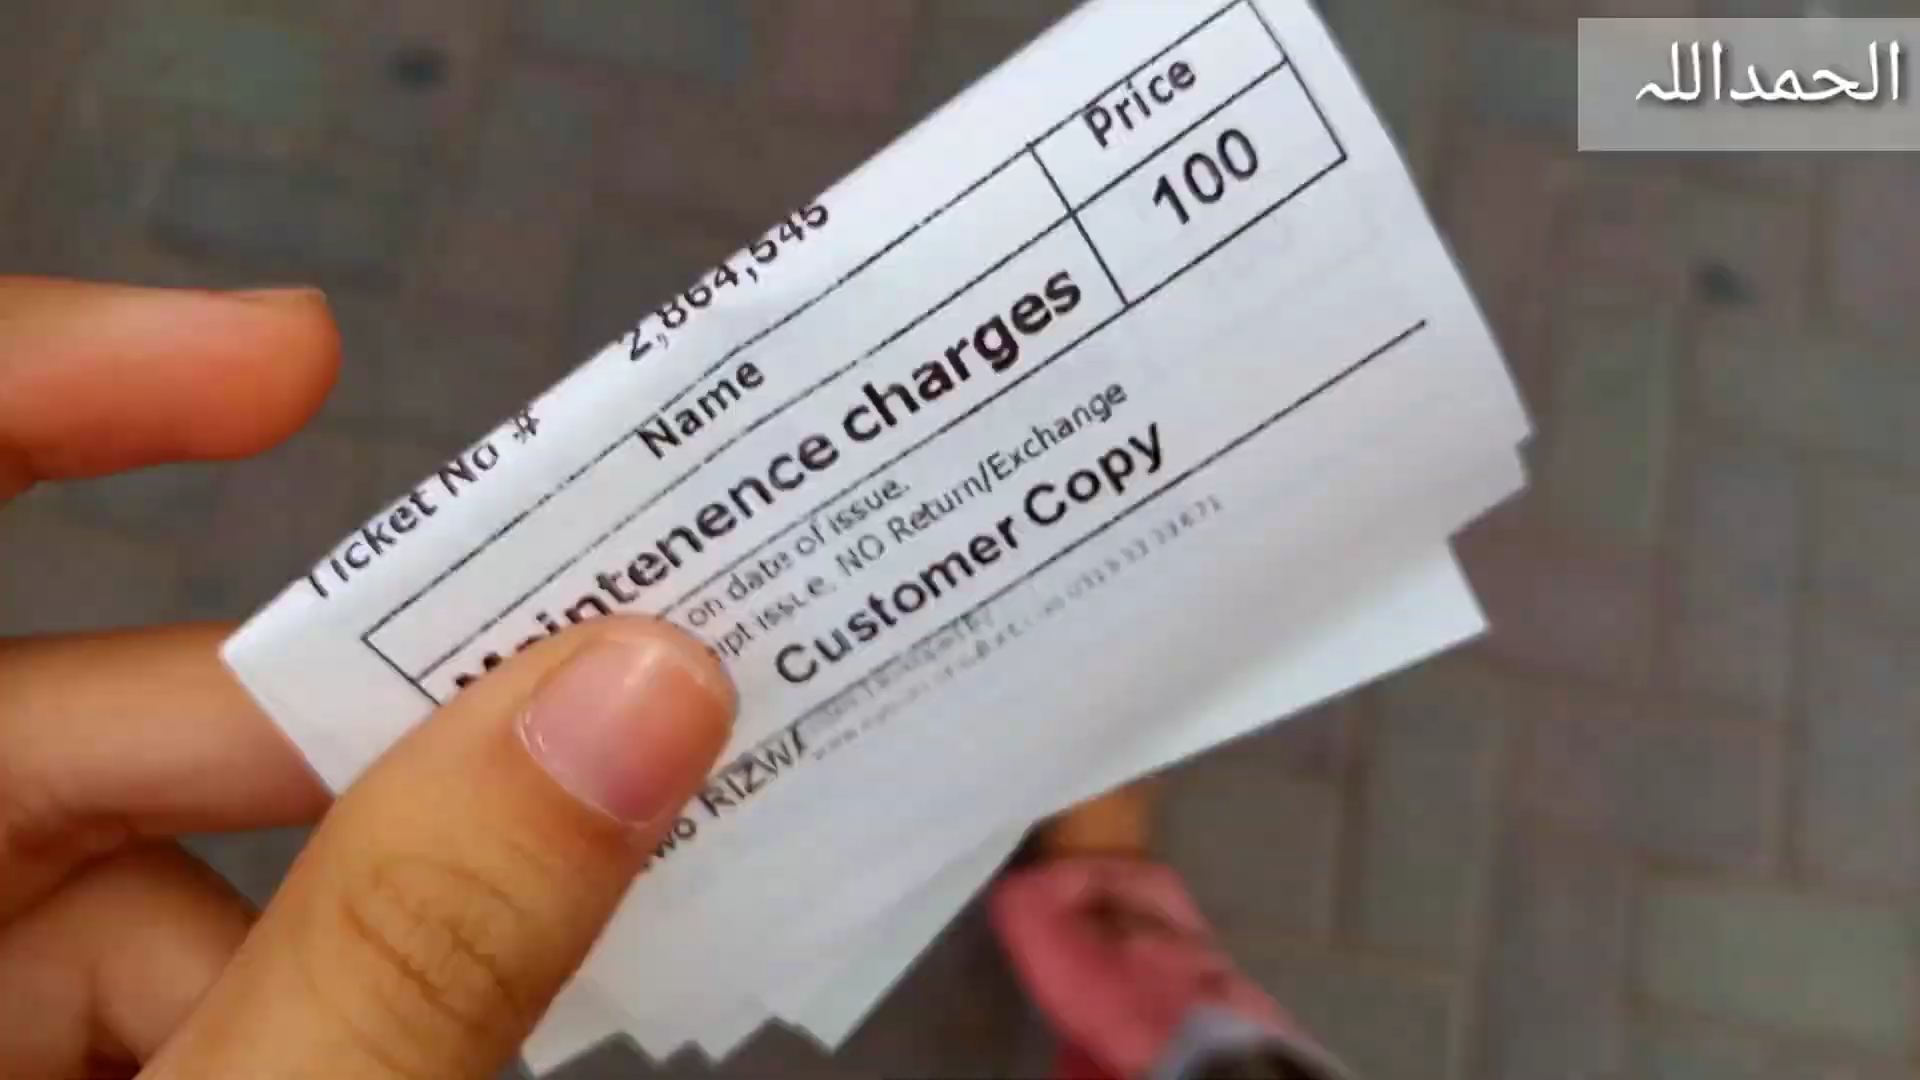 الحمدالله
Ticket No # 2,864,545
Name Price
Maintenence charges 100
on date of issue.
issue. NO Return/Exchange
Customer Copy